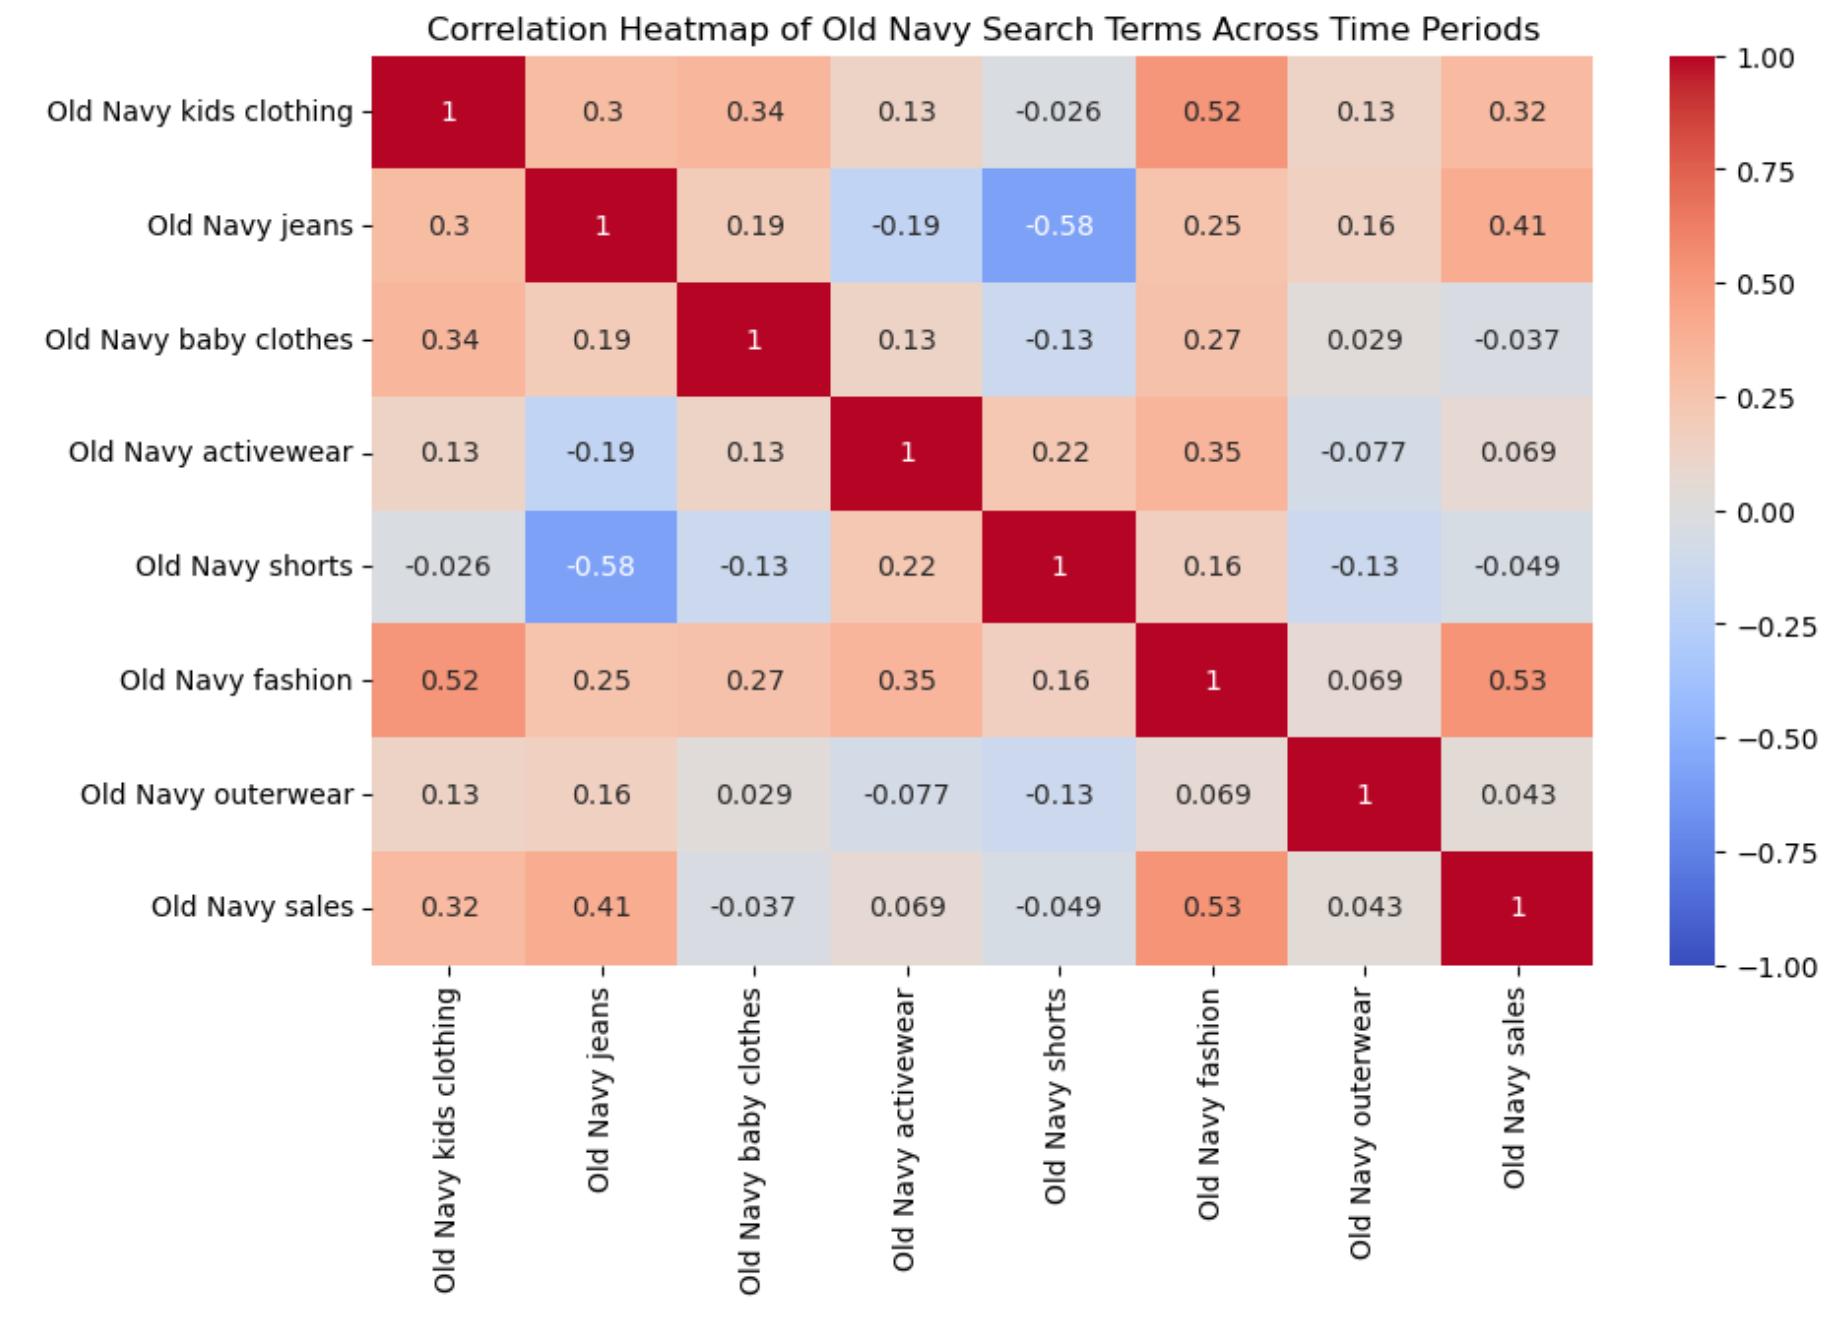 Correlation Heatmap of Old Navy Search Terms Across Time Periods
Old Navy kids clothing 1 0.3 0.34 0.13 -0.026 0.52 0.13 0.32
Old Navy jeans 0.3 1 0.19 -0.19 -0.58 0.25 0.16 0.41
Old Navy baby clothes 0.34 0.19 1 0.13 -0.13 0.27 0.029 -0.037
Old Navy activewear 0.13 -0.19 0.13 1 0.22 0.35 -0.077 0.069
Old Navy shorts -0.026 -0.58 -0.13 0.22 1 0.16 -0.13 -0.049
Old Navy fashion 0.52 0.25 0.27 0.35 0.16 1 0.069 0.53
Old Navy outerwear 0.13 0.16 0.029 -0.077 -0.13 0.069 1 0.043
Old Navy sales 0.32 0.41 -0.037 0.069 -0.049 0.53 0.043 1
Old Navy kids clothing
Old Navy jeans
Old Navy baby clothes
Old Navy activewear
Old Navy shorts
Old Navy fashion
Old Navy outerwear
Old Navy sales
1.00
0.75
0.50
0.25
0.00
−0.25
−0.50
−0.75
−1.00